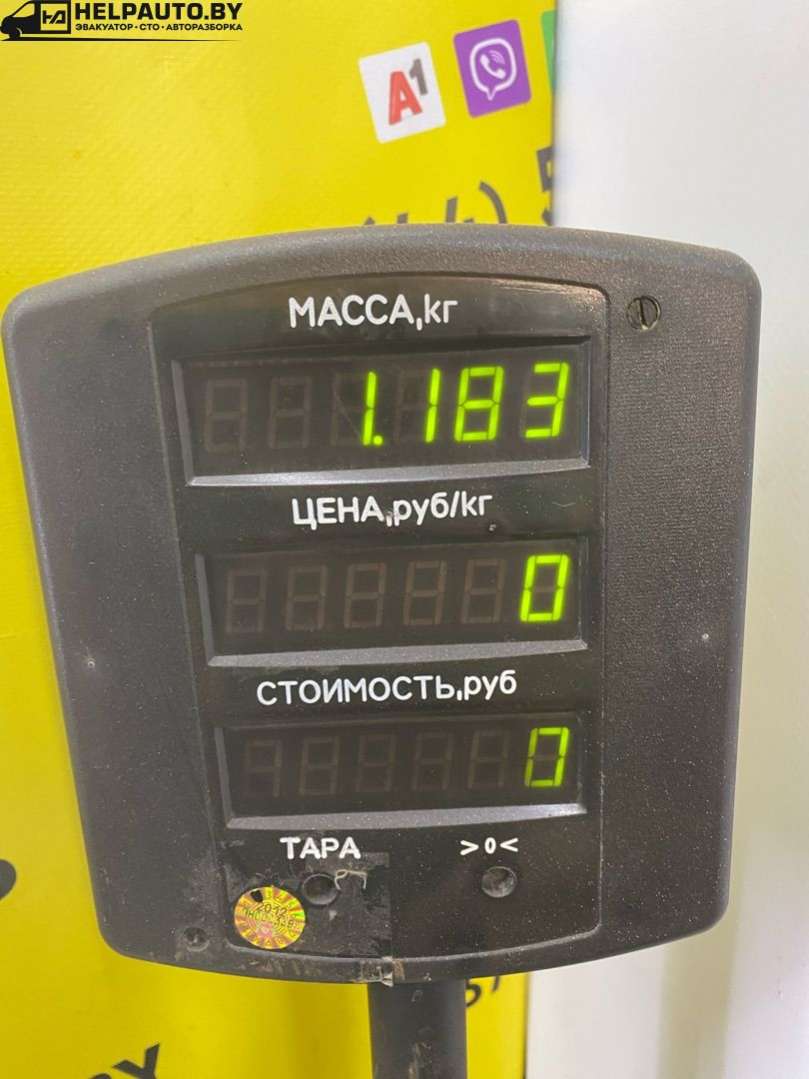 HELPAUTO.BY
ЭВАКУАТОР • СТО • АВТОРАЗБОРКА
A1
МАССА,кг
1.183
ЦЕНА,руб/кг
0
СТОИМОСТЬ,руб
0
ТАРА >0<
2012